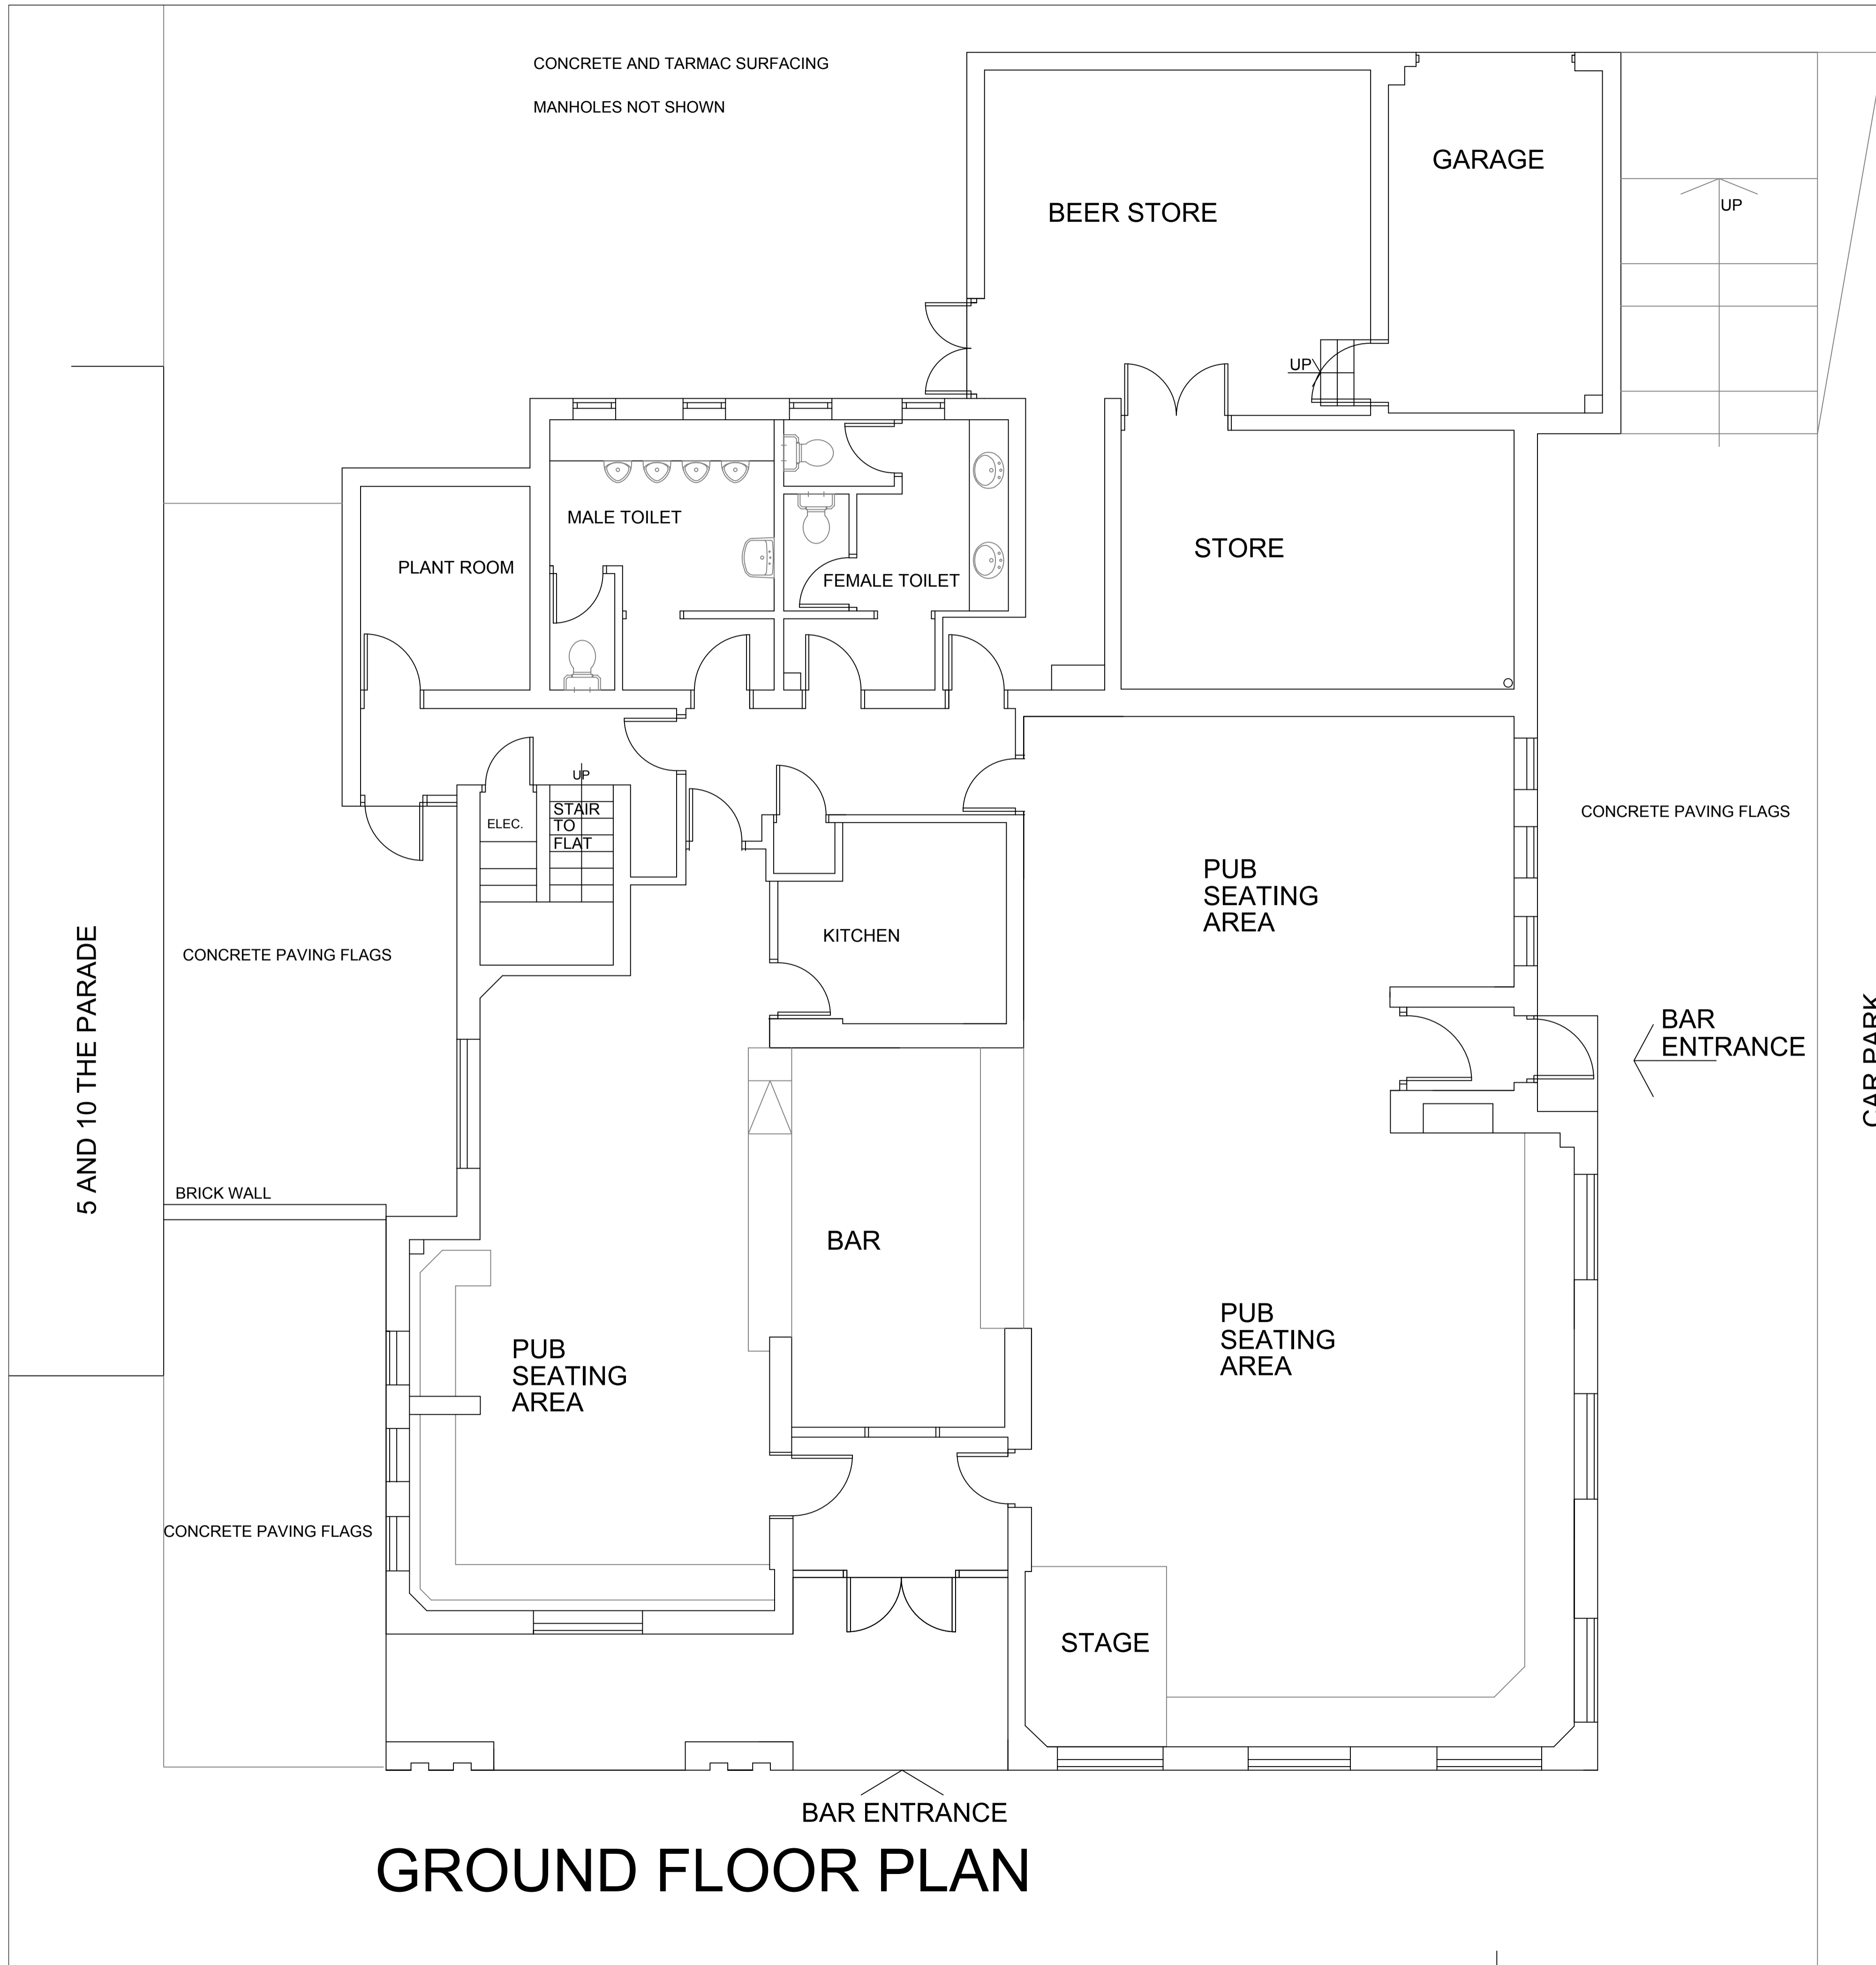 CONCRETE AND TARMAC SURFACING
MANHOLES NOT SHOWN
GARAGE
BEER STORE
UP
UP
MALE TOILET
STORE
PLANT ROOM
FEMALE TOILET
UP
STAIR
TO
FLAT
ELEC.
CONCRETE PAVING FLAGS
PUB
SEATING
AREA
KITCHEN
CONCRETE PAVING FLAGS
5 AND 10 THE PARADE
BAR
ENTRANCE
CAR PARK
BRICK WALL
BAR
PUB
SEATING
AREA
PUB
SEATING
AREA
CONCRETE PAVING FLAGS
STAGE
BAR ENTRANCE
GROUND FLOOR PLAN